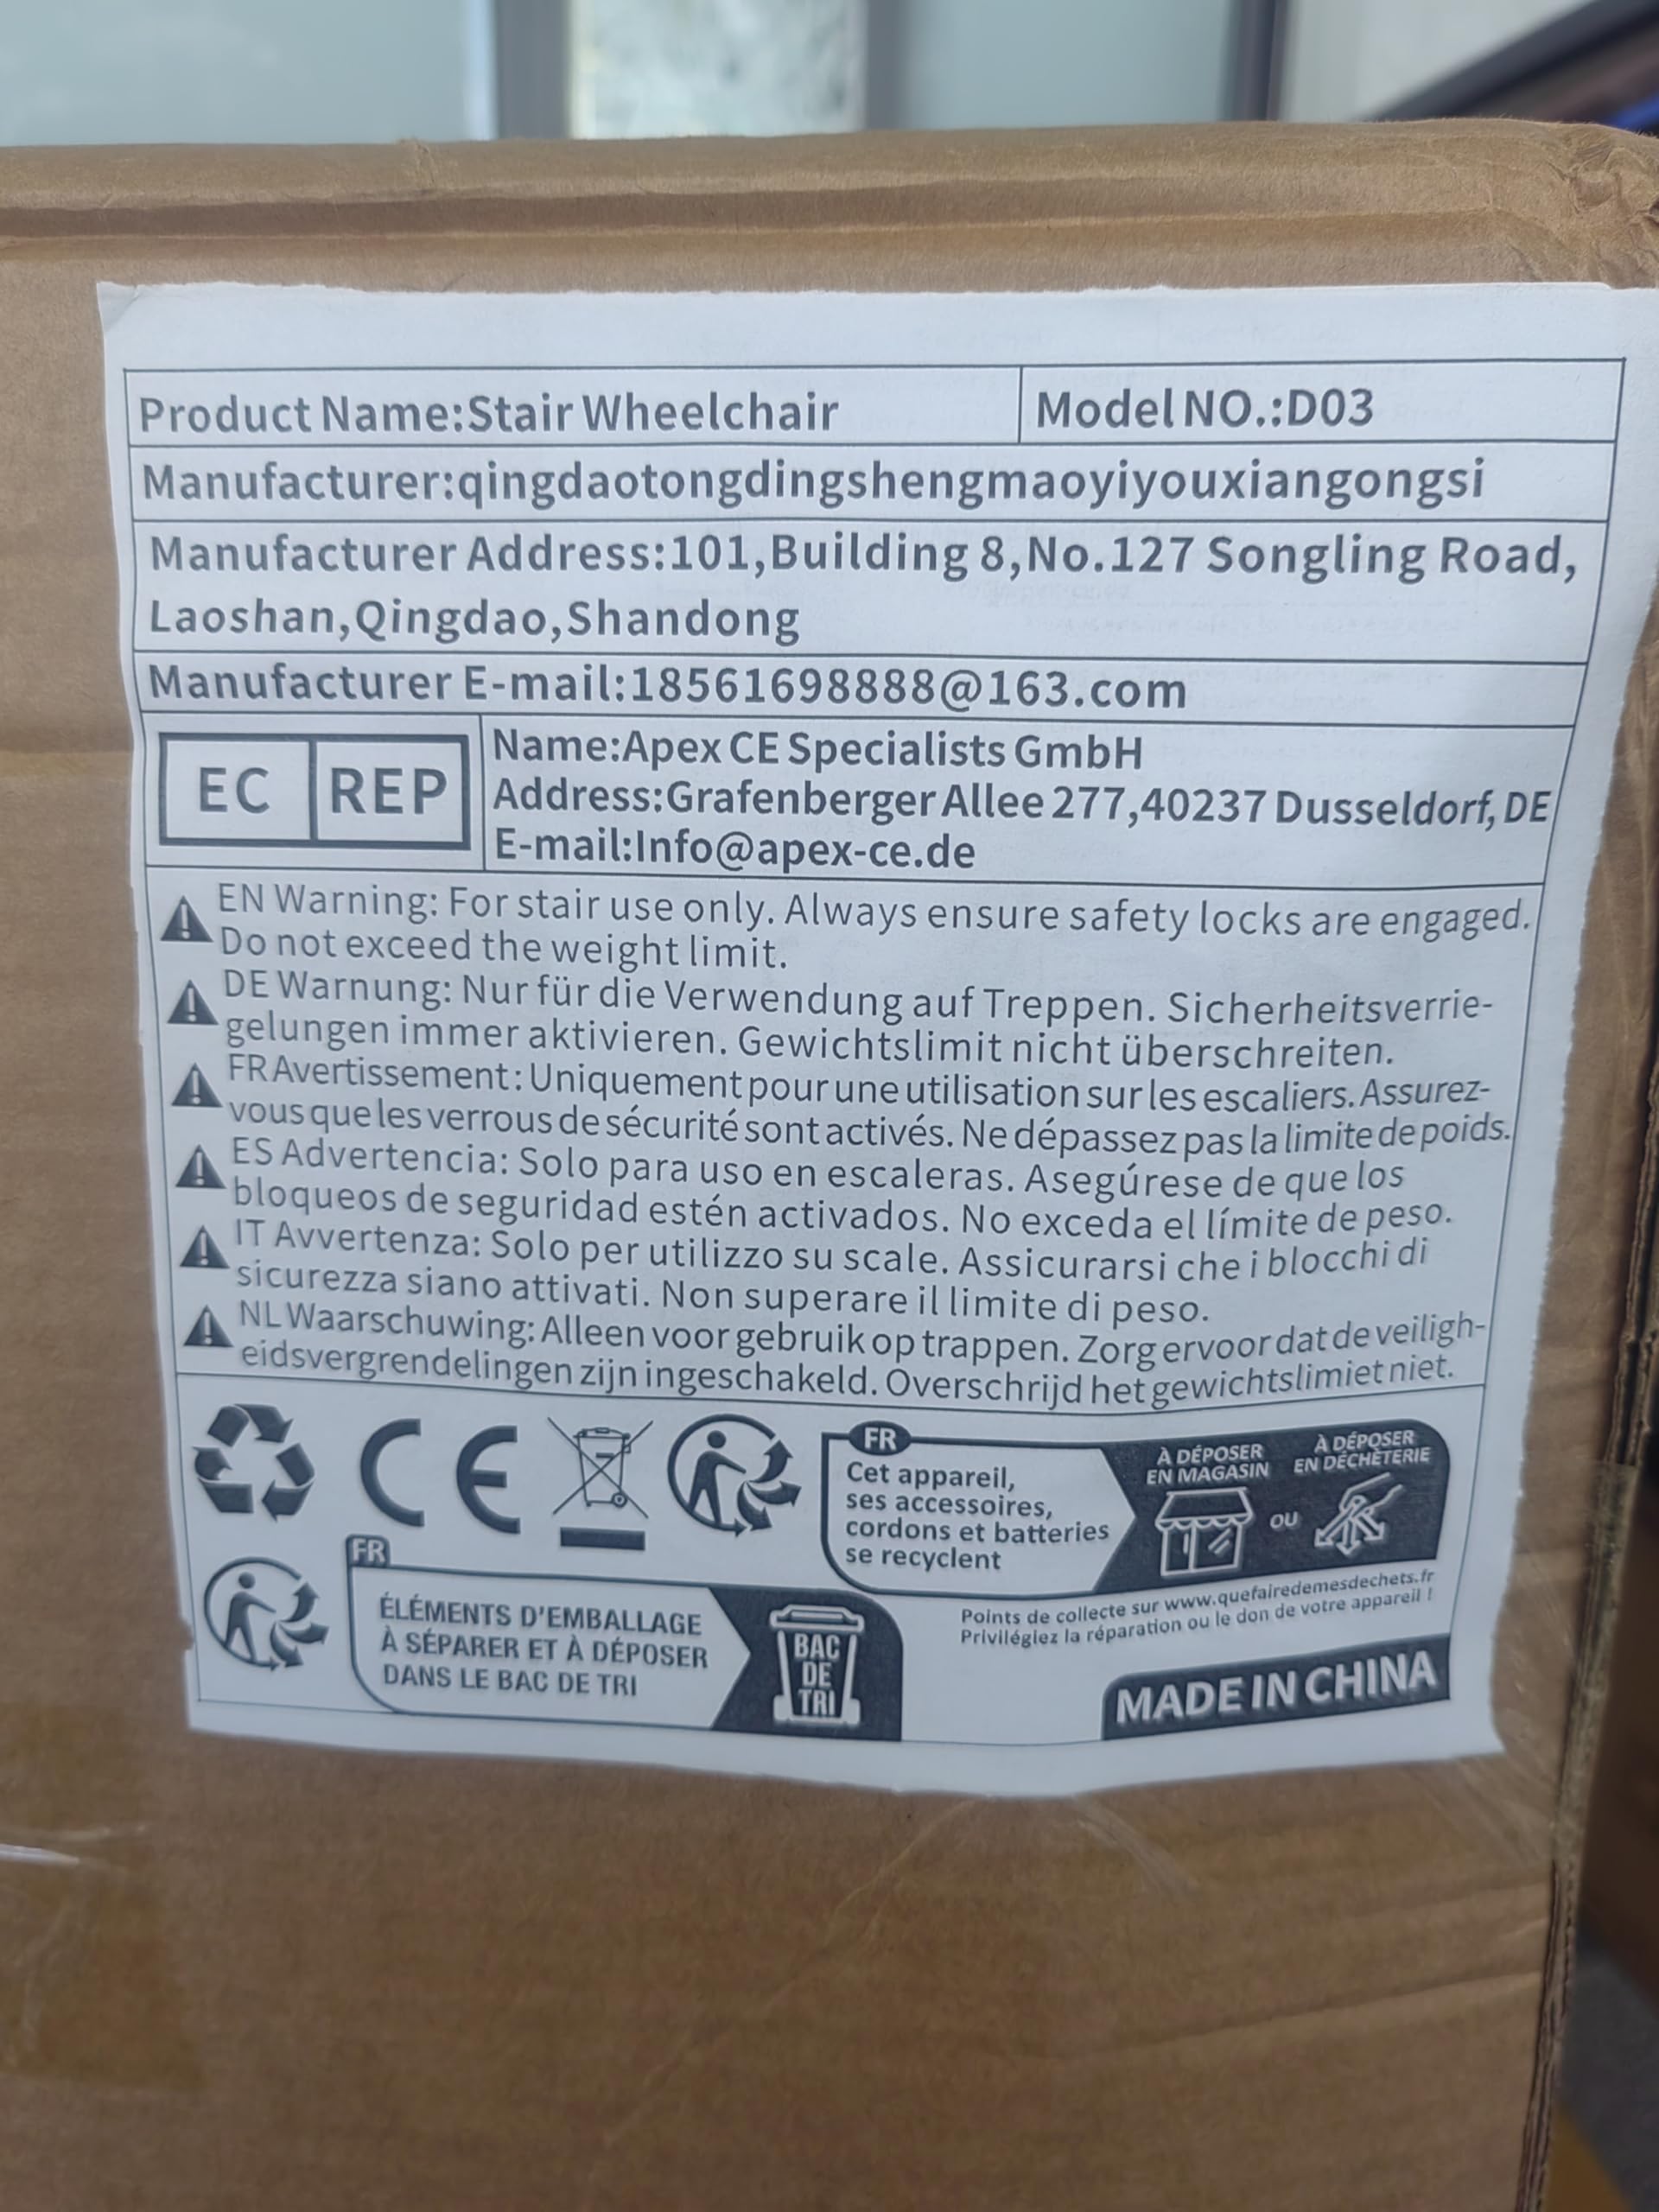 Product Name:Stair Wheelchair
Model NO.:D03
Manufacturer:qingdaotongdingshengmaoyiyouxiangongsi
Manufacturer Address:101,Building 8,No.127 Songling Road,
Laoshan,Qingdao,Shandong
Manufacturer E-mail:18561698888@163.com
EC REP
Name:Apex CE Specialists GmbH
Address:Grafenberger Allee 277,40237 Dusseldorf, DE
E-mail:Info@apex-ce.de
EN Warning: For stair use only. Always ensure safety locks are engaged.
Do not exceed the weight limit.
DE Warnung: Nur für die Verwendung auf Treppen. Sicherheitsverrie-
gelungen immer aktivieren. Gewichtslimit nicht überschreiten.
FR Avertissement: Uniquement pour une utilisation sur les escaliers. Assurez-
vous que les verrous de sécurité sont activés. Ne dépassez pas la limite de poids.
ES Advertencia: Solo para uso en escaleras. Asegúrese de que los
bloqueos de seguridad estén activados. No exceda el límite de peso.
IT Avvertenza: Solo per utilizzo su scale. Assicurarsi che i blocchi di
sicurezza siano attivati. Non superare il limite di peso.
NL Waarschuwing: Alleen voor gebruik op trappen. Zorg ervoor dat de veiligh-
eidsvergrendelingen zijn ingeschakeld. Overschrijd het gewichtslimiet niet.
CE
FR
Cet appareil,
ses accessoires,
cordons et batteries
se recyclent
À DÉPOSER
EN MAGASIN
OU
À DÉPOSER
EN DÉCHÈTERIE
Points de collecte sur www.quefairedemesdechets.fr
Privilégiez la réparation ou le don de votre appareil !
FR
ÉLÉMENTS D'EMBALLAGE
À SÉPARER ET À DÉPOSER
DANS LE BAC DE TRI
BAC
DE
TRI
MADE IN CHINA